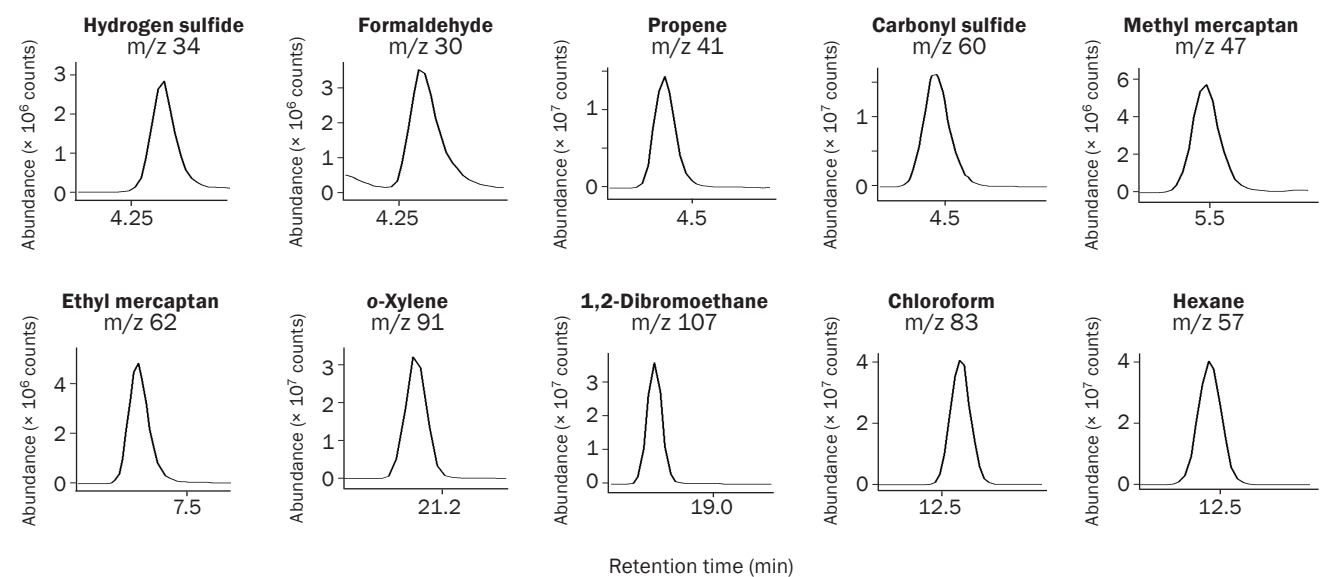 Hydrogen sulfide
m/z 34
Abundance (× 10⁶ counts)
3
2
1
0
4.25
Formaldehyde
m/z 30
Abundance (× 10⁶ counts)
3
2
1
0
4.25
Propene
m/z 41
Abundance (× 10⁷ counts)
1
0
4.5
Carbonyl sulfide
m/z 60
Abundance (× 10⁷ counts)
1
0
4.5
Methyl mercaptan
m/z 47
Abundance (× 10⁶ counts)
6
4
2
0
5.5
Ethyl mercaptan
m/z 62
Abundance (× 10⁶ counts)
4
2
0
7.5
o-Xylene
m/z 91
Abundance (× 10⁷ counts)
3
2
1
0
21.2
1,2-Dibromoethane
m/z 107
Abundance (× 10⁷ counts)
3
2
1
0
19.0
Chloroform
m/z 83
Abundance (× 10⁷ counts)
4
2
0
12.5
Hexane
m/z 57
Abundance (× 10⁷ counts)
4
2
0
12.5
Retention time (min)